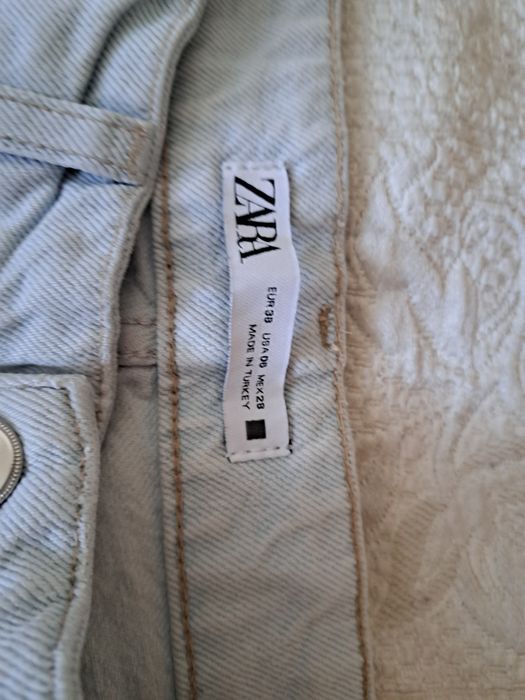 ZARA
EUR 38 USA 06 MEX 28
MADE IN TURKEY